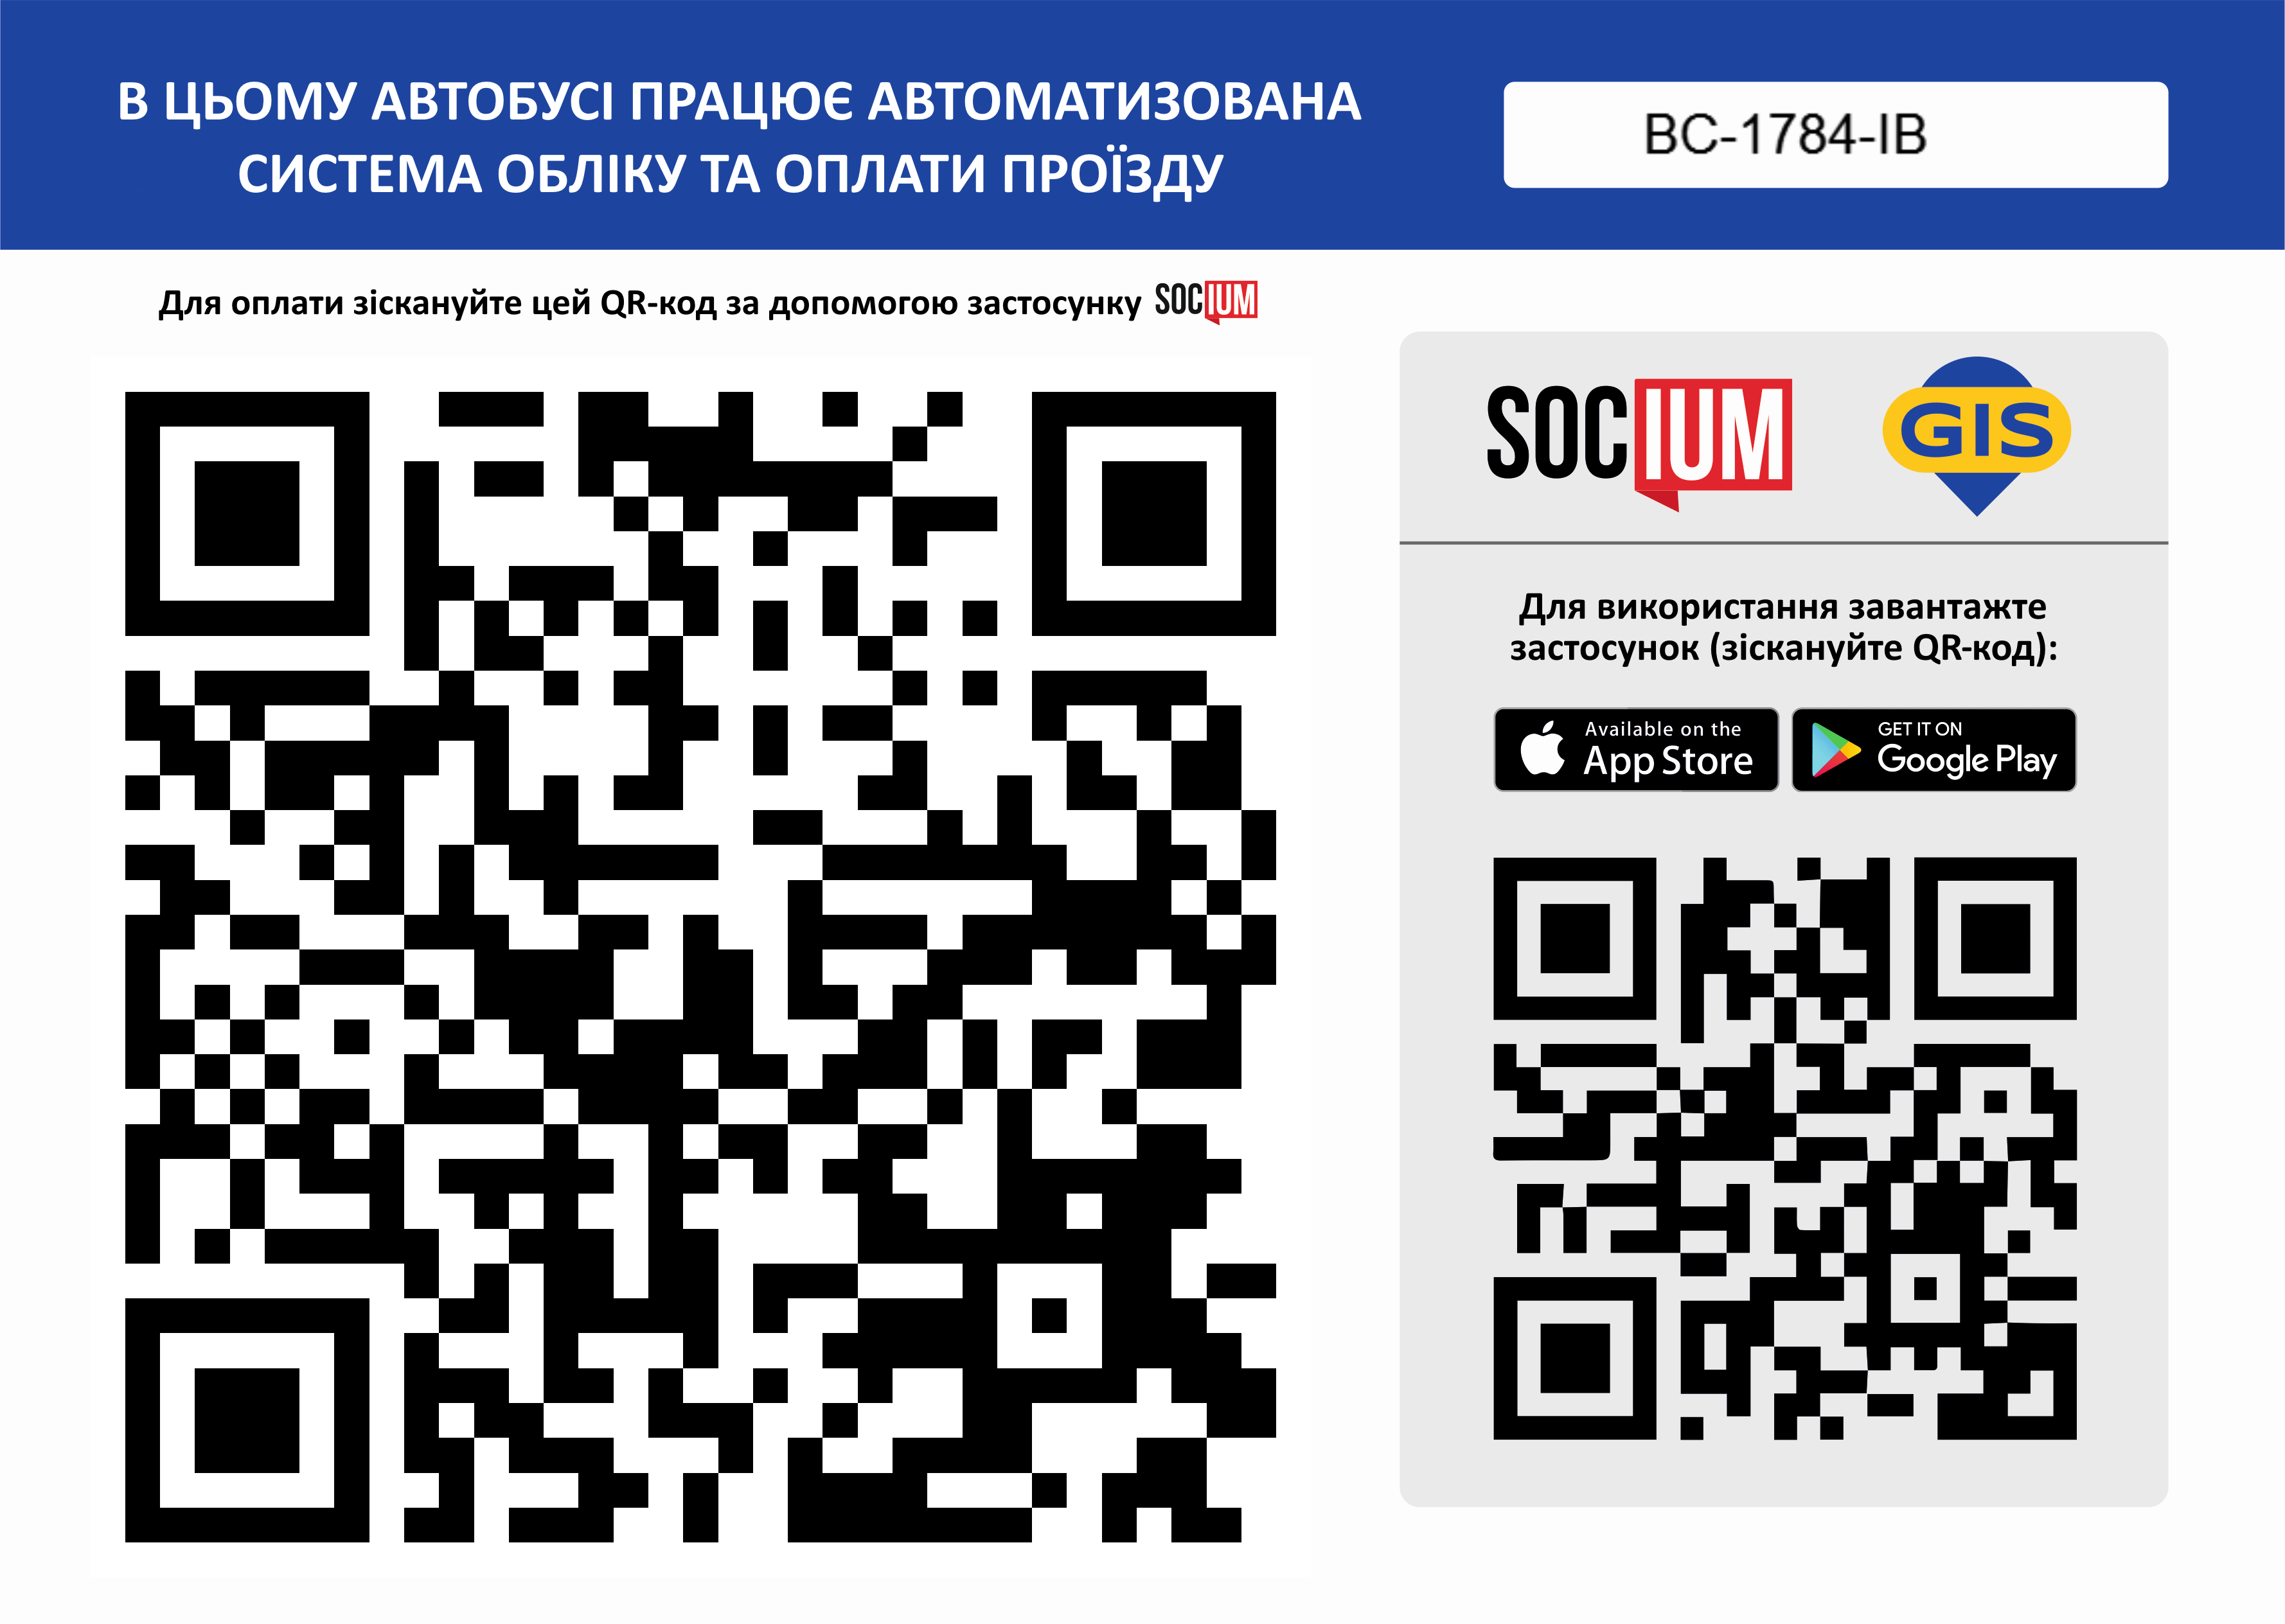 В ЦЬОМУ АВТОБУСІ ПРАЦЮЄ АВТОМАТИЗОВАНА
СИСТЕМА ОБЛІКУ ТА ОПЛАТИ ПРОЇЗДУ
BC-1784-IB
Для оплати зіскануйте цей QR-код за допомогою застосунку SOCIUM
SOCIUM
GIS
Для використання завантажте
застосунок (зіскануйте QR-код):
Available on the
App Store
GET IT ON
Google Play